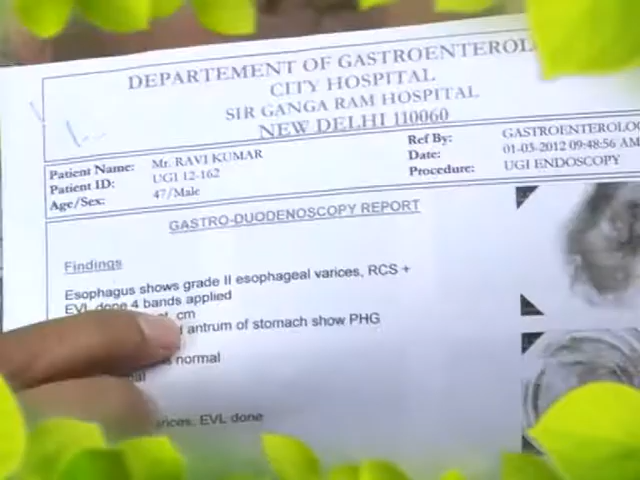 DEPARTEMENT OF GASTROENTEROL
CITY HOSPITAL
SIR GANGA RAM HOSPITAL
NEW DELHI 110060
Patient Name: Mr. RAVI KUMAR
Patient ID: UGI 12-162
Age/Sex: 47/Male
Ref By: GASTROENTEROLOG
Date: 01-03-2012 09:48:56 AM
Procedure: UGI ENDOSCOPY
GASTRO-DUODENOSCOPY REPORT
Findings
Esophagus shows grade II esophageal varices, RCS +
EVL done 4 bands applied
cm
antrum of stomach show PHG
normal
EVL done